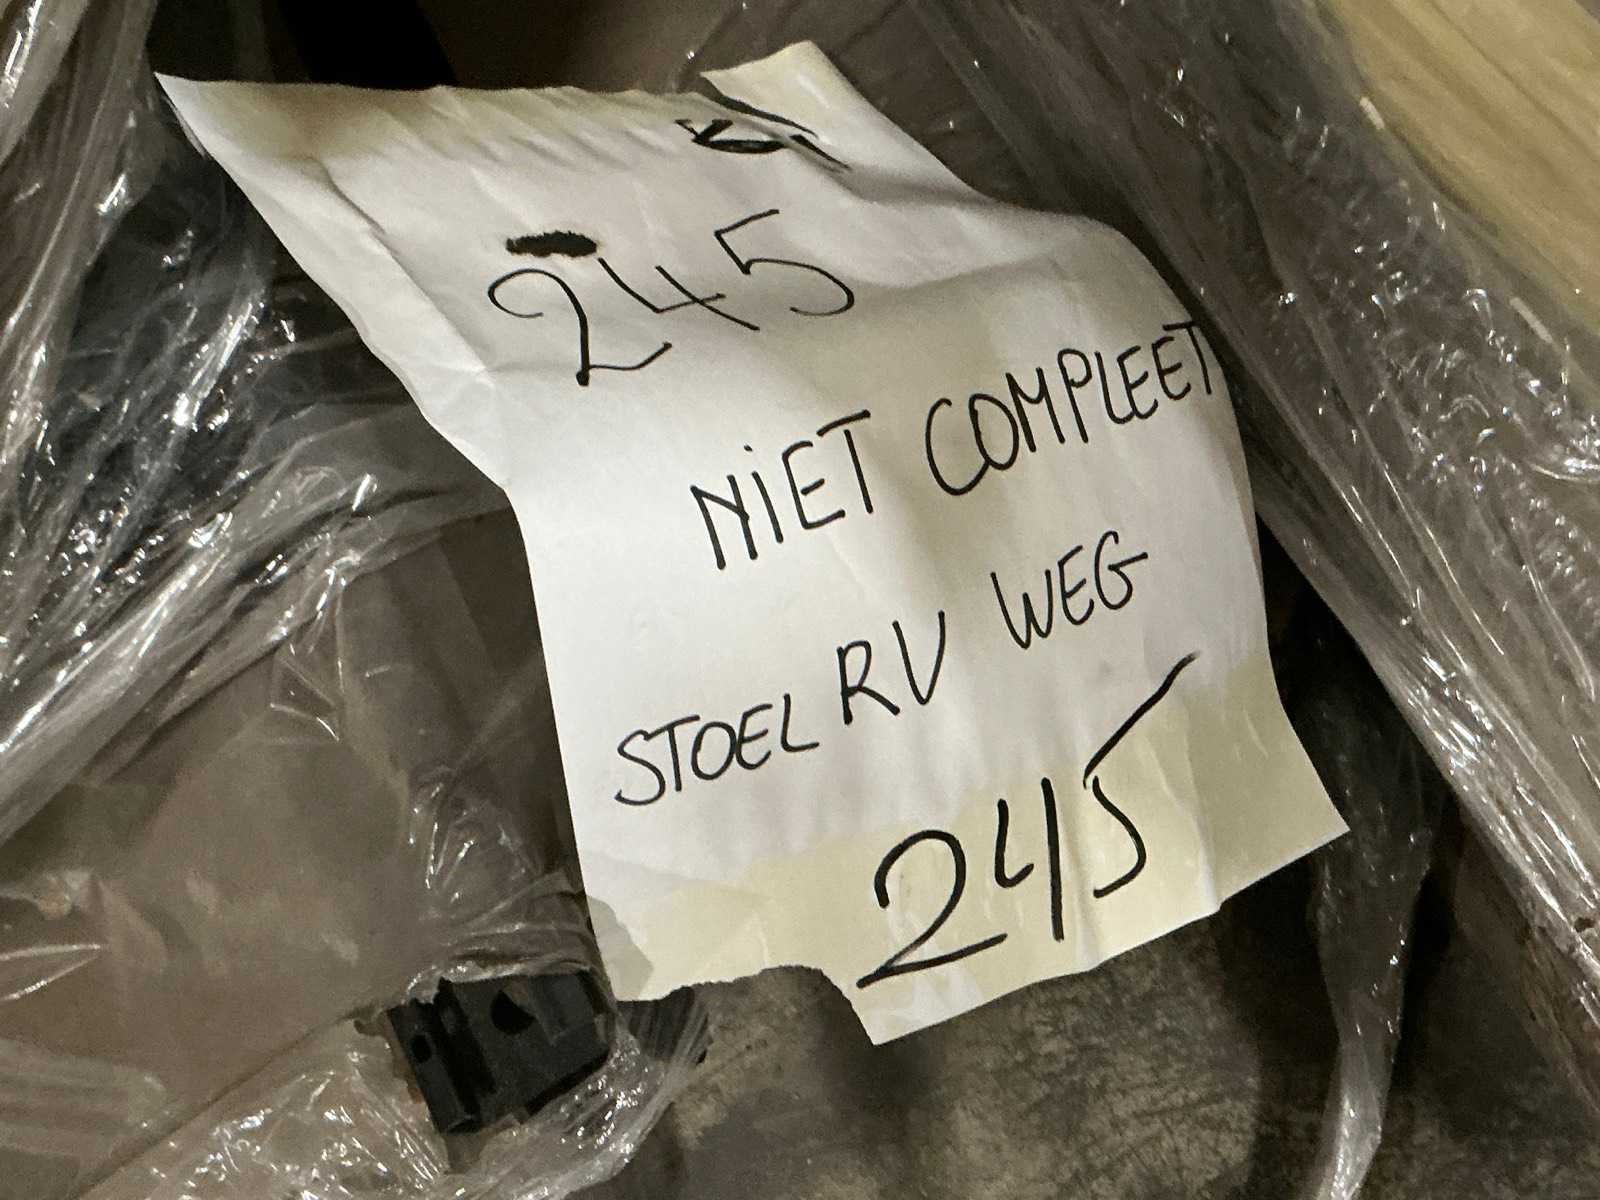 245
NIET COMPLEET
STOEL RV WEG
245